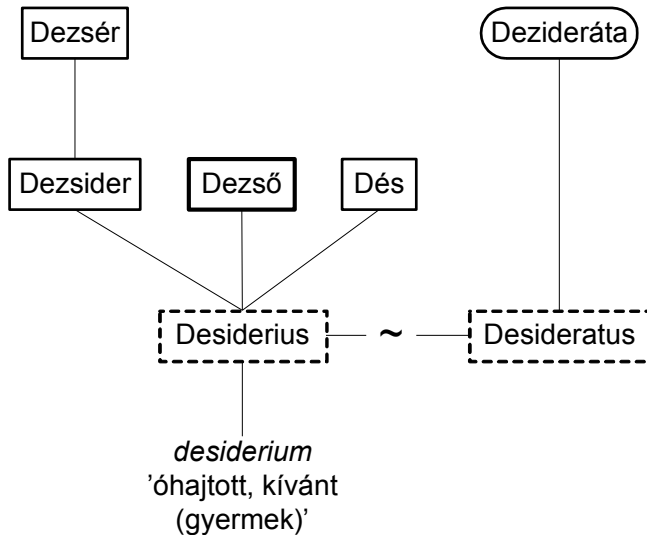 Dezsér
Dezideráta
Dezsider
Dezső
Dés
Desiderius
~
Desideratus
desiderium
’óhajtott, kívánt
(gyermek)’